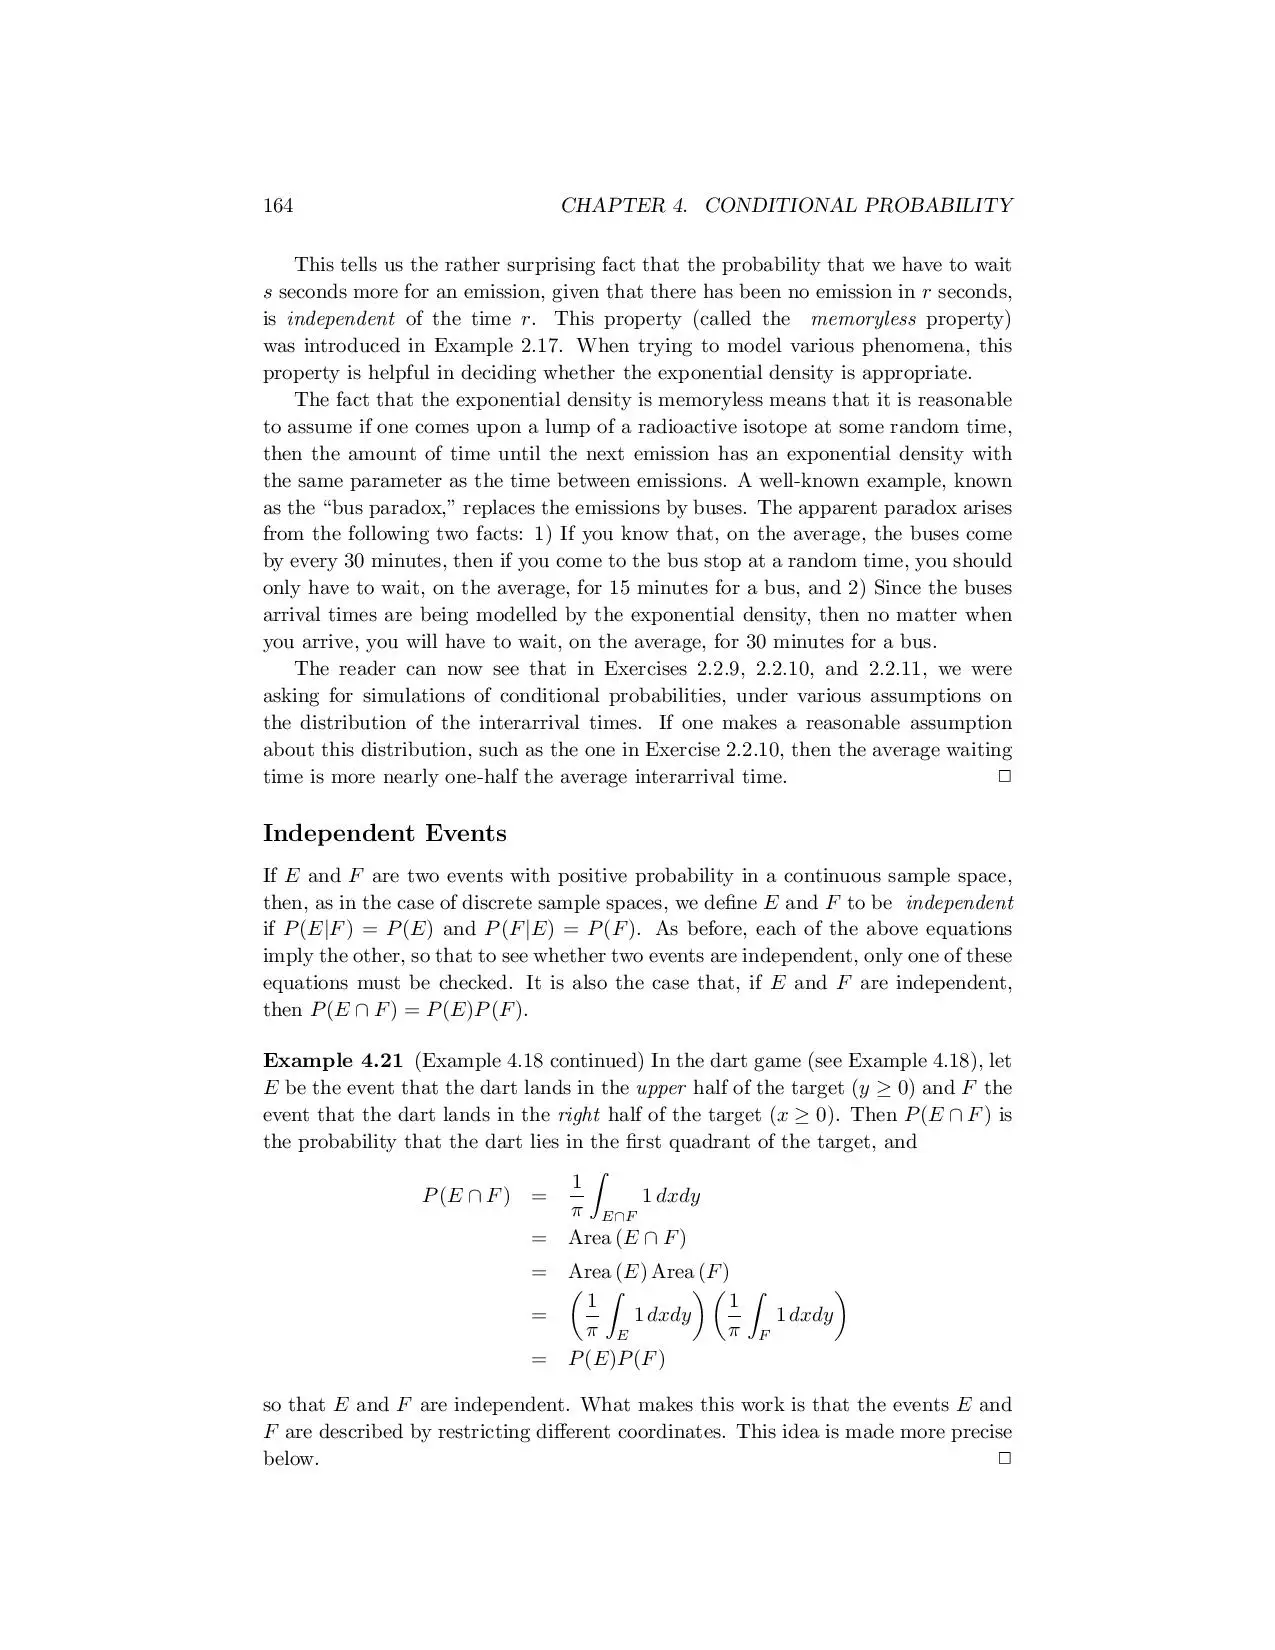 164 CHAPTER 4. CONDITIONAL PROBABILITY
This tells us the rather surprising fact that the probability that we have to wait
s seconds more for an emission, given that there has been no emission in r seconds,
is independent of the time r. This property (called the memoryless property)
was introduced in Example 2.17. When trying to model various phenomena, this
property is helpful in deciding whether the exponential density is appropriate.
The fact that the exponential density is memoryless means that it is reasonable
to assume if one comes upon a lump of a radioactive isotope at some random time,
then the amount of time until the next emission has an exponential density with
the same parameter as the time between emissions. A well-known example, known
as the “bus paradox,” replaces the emissions by buses. The apparent paradox arises
from the following two facts: 1) If you know that, on the average, the buses come
by every 30 minutes, then if you come to the bus stop at a random time, you should
only have to wait, on the average, for 15 minutes for a bus, and 2) Since the buses
arrival times are being modelled by the exponential density, then no matter when
you arrive, you will have to wait, on the average, for 30 minutes for a bus.
The reader can now see that in Exercises 2.2.9, 2.2.10, and 2.2.11, we were
asking for simulations of conditional probabilities, under various assumptions on
the distribution of the interarrival times. If one makes a reasonable assumption
about this distribution, such as the one in Exercise 2.2.10, then the average waiting
time is more nearly one-half the average interarrival time. □
Independent Events
If E and F are two events with positive probability in a continuous sample space,
then, as in the case of discrete sample spaces, we define E and F to be independent
if P(E|F) = P(E) and P(F|E) = P(F). As before, each of the above equations
imply the other, so that to see whether two events are independent, only one of these
equations must be checked. It is also the case that, if E and F are independent,
then P(E ∩ F) = P(E)P(F).
Example 4.21 (Example 4.18 continued) In the dart game (see Example 4.18), let
E be the event that the dart lands in the upper half of the target (y ≥ 0) and F the
event that the dart lands in the right half of the target (x ≥ 0). Then P(E ∩ F) is
the probability that the dart lies in the first quadrant of the target, and
P(E ∩ F) = 1/π ∫_{E∩F} 1 dxdy
= Area (E ∩ F)
= Area (E) Area (F)
= (1/π ∫_E 1 dxdy) (1/π ∫_F 1 dxdy)
= P(E)P(F)
so that E and F are independent. What makes this work is that the events E and
F are described by restricting different coordinates. This idea is made more precise
below. □